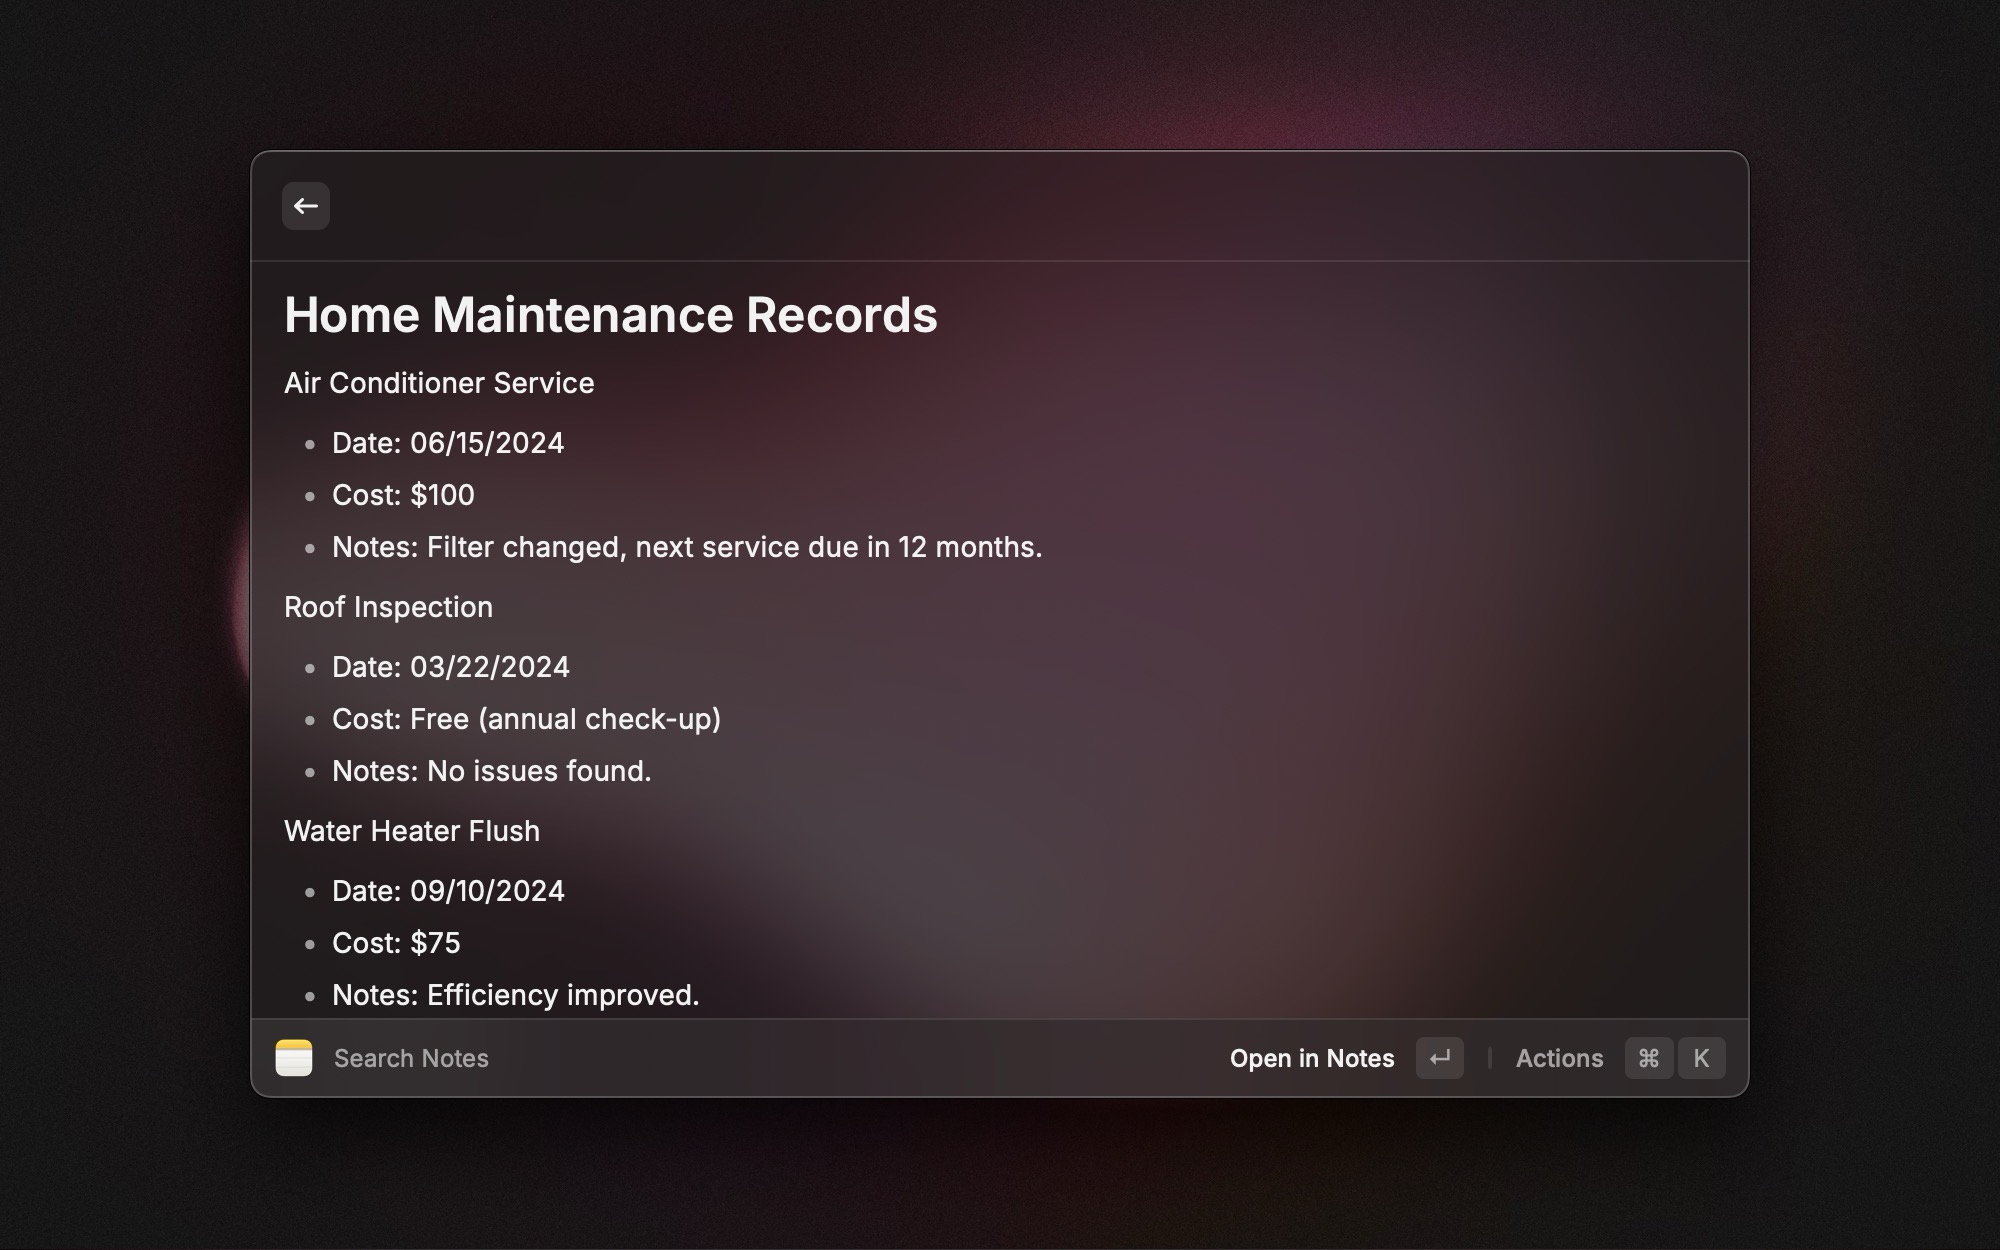 Home Maintenance Records
Air Conditioner Service
• Date: 06/15/2024
• Cost: $100
• Notes: Filter changed, next service due in 12 months.
Roof Inspection
• Date: 03/22/2024
• Cost: Free (annual check-up)
• Notes: No issues found.
Water Heater Flush
• Date: 09/10/2024
• Cost: $75
• Notes: Efficiency improved.
Search Notes Open in Notes ↵ Actions ⌘ K